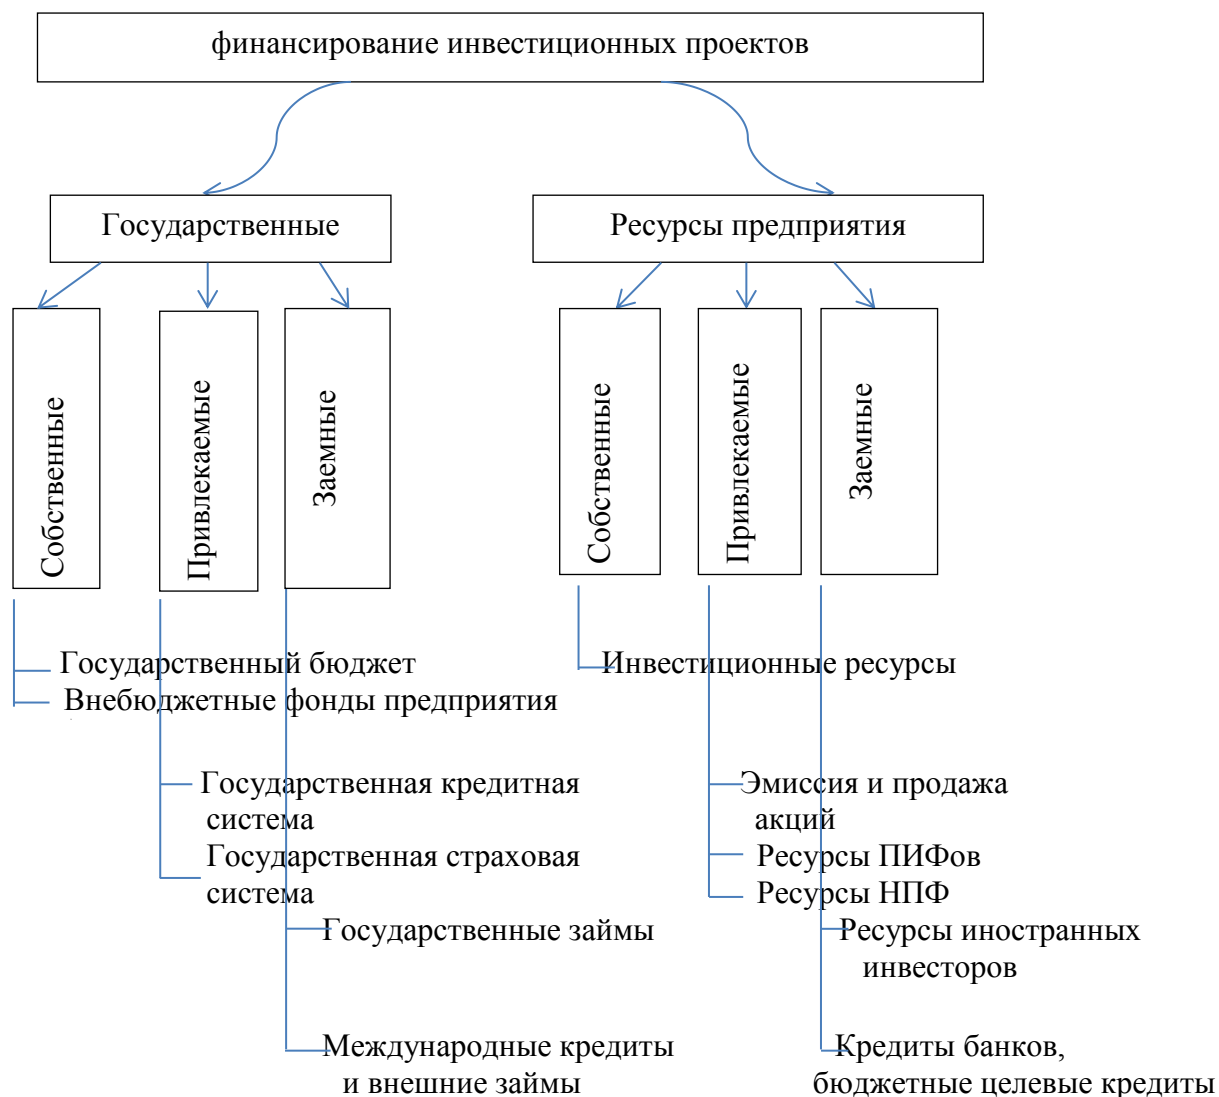 финансирование инвестиционных проектов
Государственные
Ресурсы предприятия
Собственные
Привлекаемые
Заемные
Собственные
Привлекаемые
Заемные
Государственный бюджет
Внебюджетные фонды предприятия
Государственная кредитная
система
Государственная страховая
система
Государственные займы
Международные кредиты
и внешние займы
Инвестиционные ресурсы
Эмиссия и продажа
акций
Ресурсы ПИФов
Ресурсы НПФ
Ресурсы иностранных
инвесторов
Кредиты банков,
бюджетные целевые кредиты